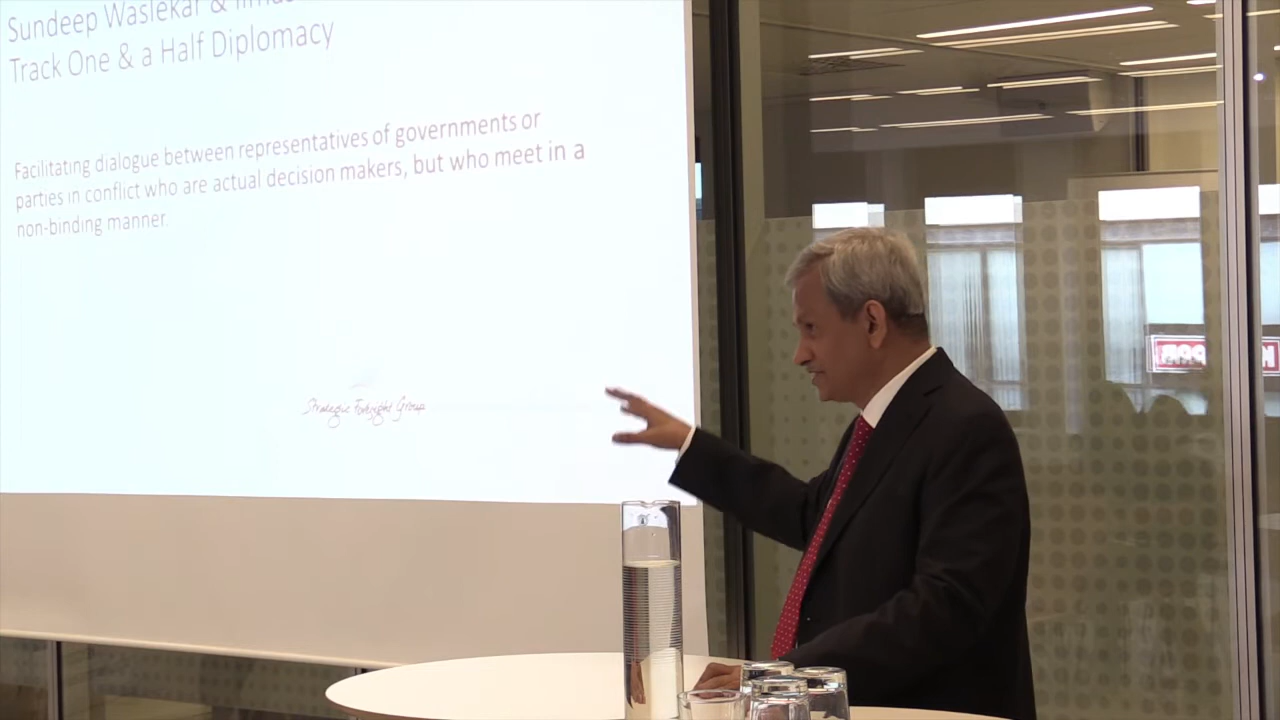 Sundeep Waslekar &
Track One & a Half Diplomacy
Facilitating dialogue between representatives of governments or
parties in conflict who are actual decision makers, but who meet in a
non-binding manner.
Strategic Foresight Group